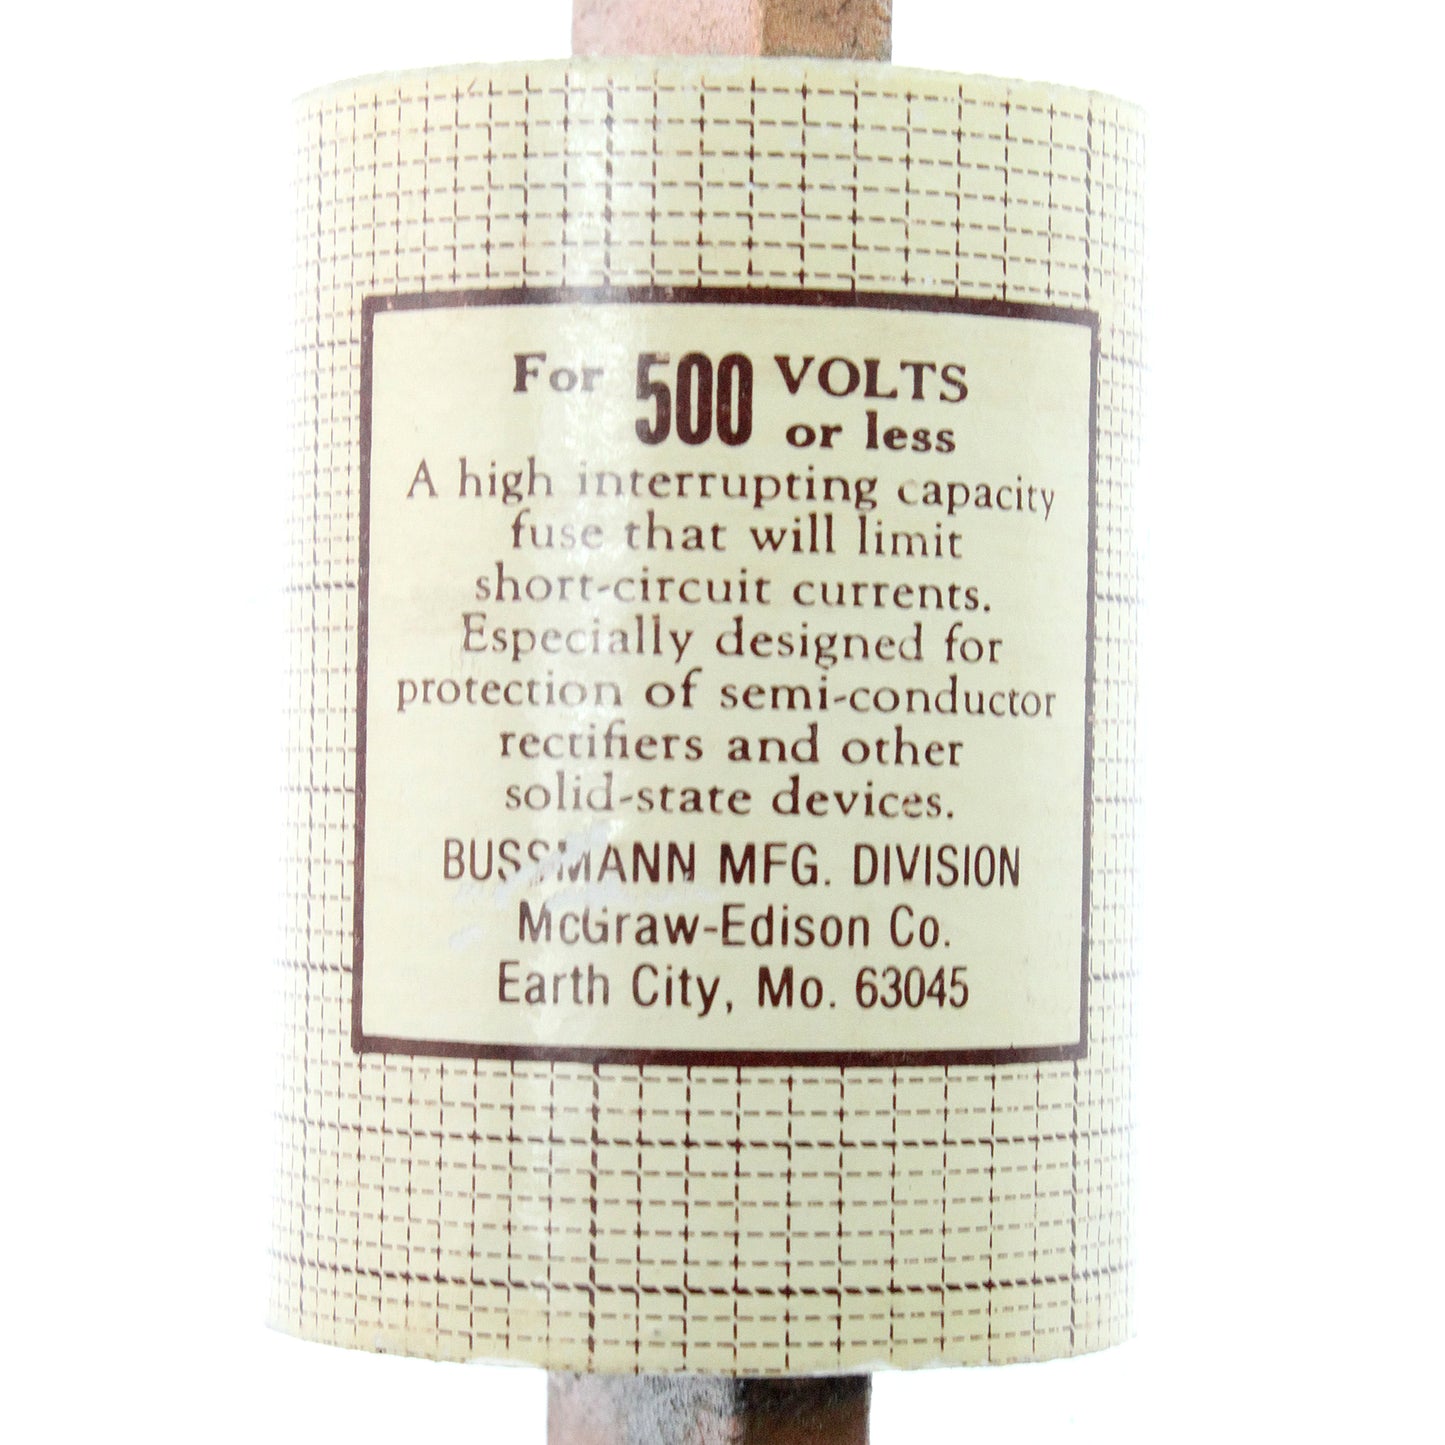 For 500 VOLTS
or less
A high interrupting capacity
fuse that will limit
short-circuit currents.
Especially designed for
protection of semi-conductor
rectifiers and other
solid-state devices.
BUSSMANN MFG. DIVISION
McGraw-Edison Co.
Earth City, Mo. 63045